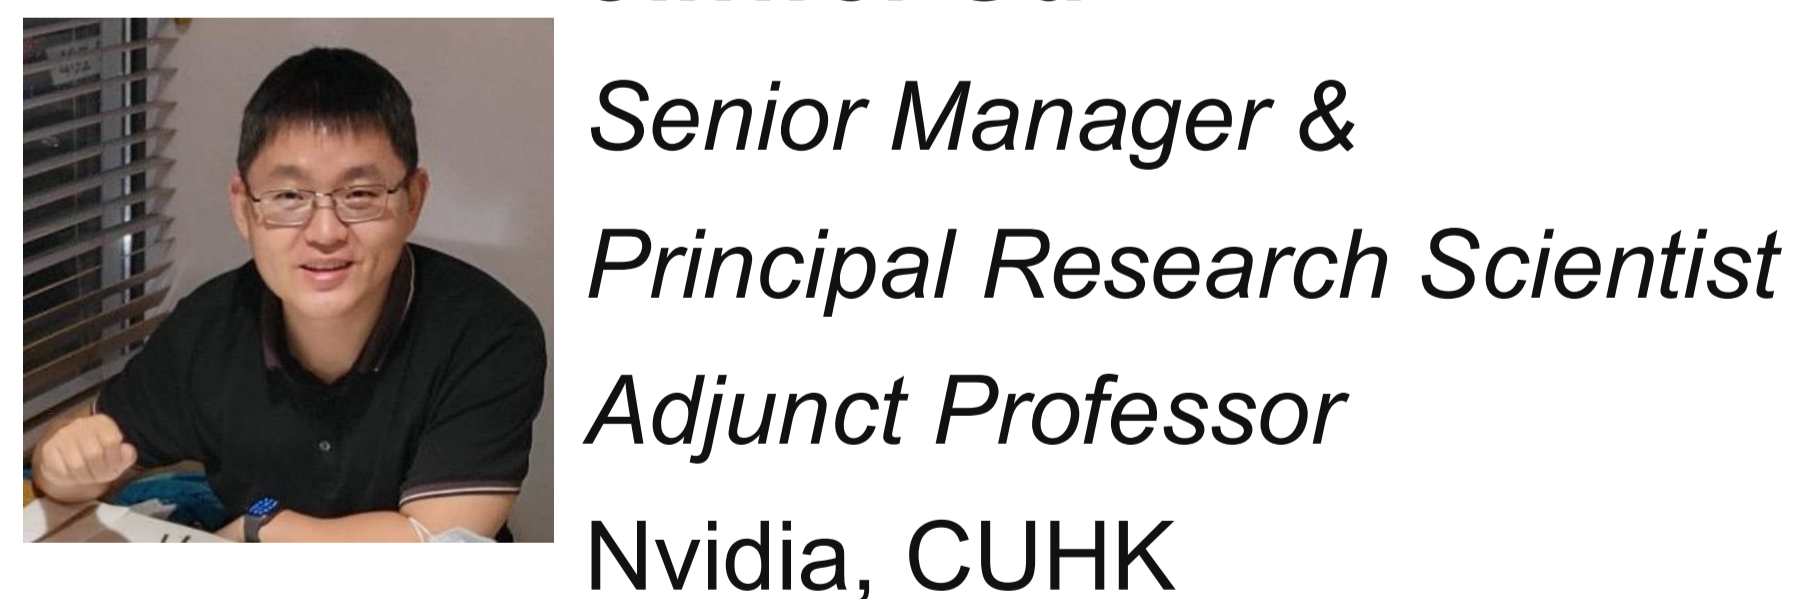 Senior Manager &
Principal Research Scientist
Adjunct Professor
Nvidia, CUHK